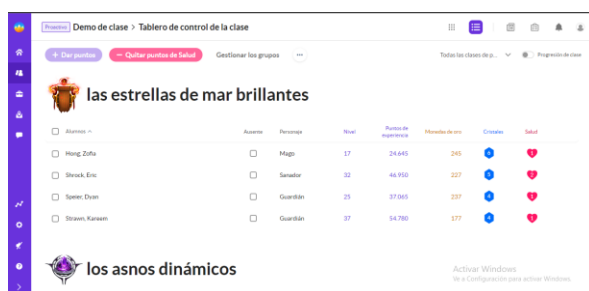 Proactivo Demo de clase > Tablero de control de la clase
+ Dar puntos
− Quitar puntos de Salud
Gestionar los grupos
Todas las clases de p...
Progresión de clase
las estrellas de mar brillantes
Alumnos Ausente Personaje Nivel Puntos de experiencia Monedas de oro Cristales Salud
Hong, Zofia Mago 17 24.645 245
Shrock, Eric Sanador 32 46.950 227
Speler, Dvon Guardián 25 37.065 237
Strawn, Kareem Guardián 37 54.780 177
los asnos dinámicos
Activar Windows
Ve a Configuración para activar Windows.